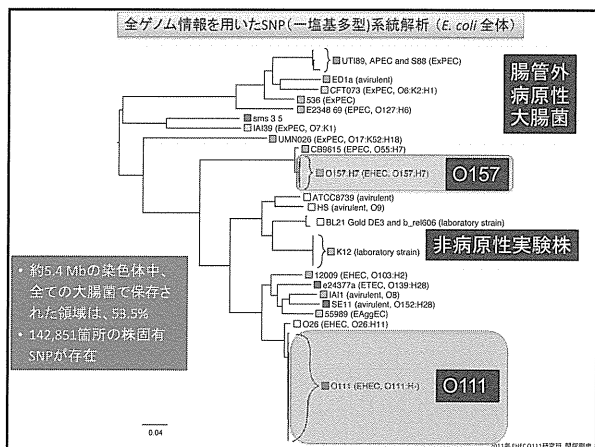 全ゲノム情報を用いたSNP(一塩基多型)系統解析 (E. coli 全体)
UTI89, APEC and S88 (ExPEC)
ED1a (avirulent)
CFT073 (ExPEC, O6:K2:H1)
536 (ExPEC)
E2348 69 (EPEC, O127:H6)
sms 3 5
IAI39 (ExPEC, O7:K1)
UMN026 (ExPEC, O17:K52:H18)
CB9615 (EPEC, O55:H7)
O157:H7 (EHEC, O157:H7)
ATCC8739 (avirulent)
HS (avirulent, O9)
BL21 Gold DE3 and b_rel606 (laboratory strain)
K12 (laboratory strain)
12009 (EHEC, O103:H2)
e24377a (ETEC, O139:H28)
IAI1 (avirulent, O8)
SE11 (avirulent, O152:H28)
55989 (EAggEC)
O26 (EHEC, O26:H11)
O111 (EHEC, O111:H-)
腸管外
病原性
大腸菌
O157
非病原性実験株
O111
• 約5.4 Mbの染色体中、
全ての大腸菌で保存さ
れた領域は、53.5%
• 142,851箇所の株固有
SNPが存在
0.04